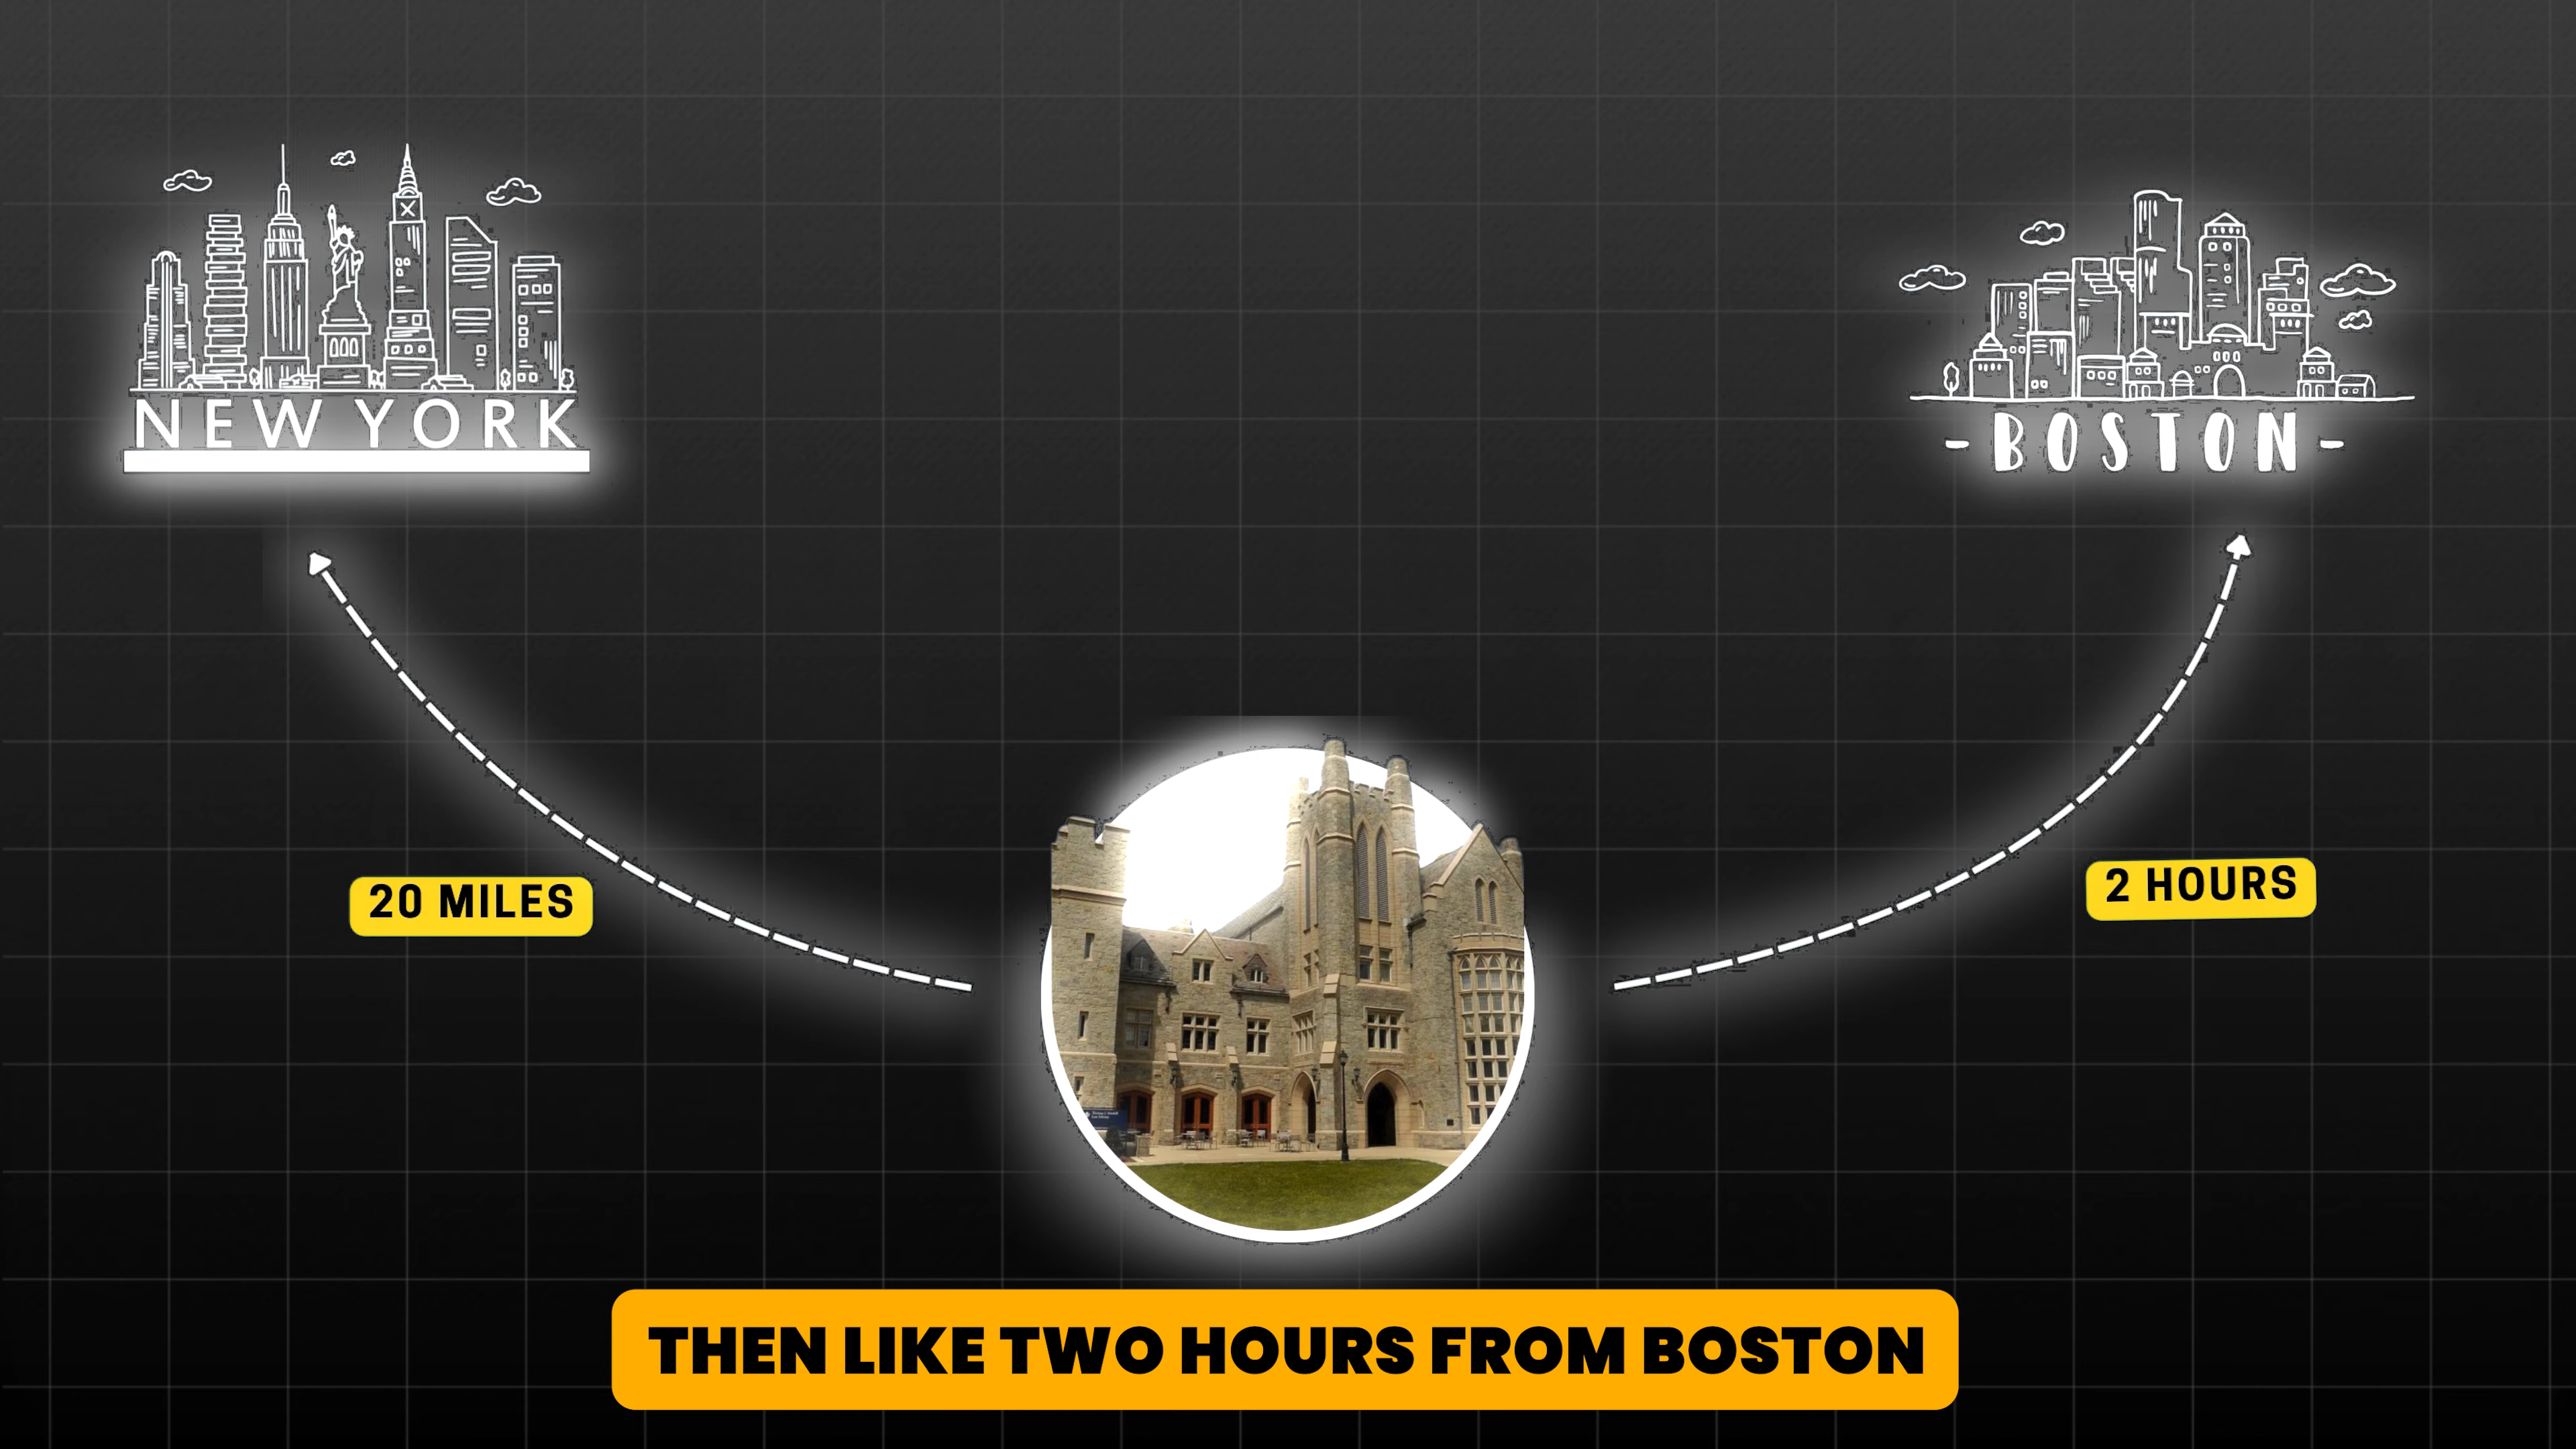 NEW YORK
-BOSTON-
20 MILES
2 HOURS
THEN LIKE TWO HOURS FROM BOSTON